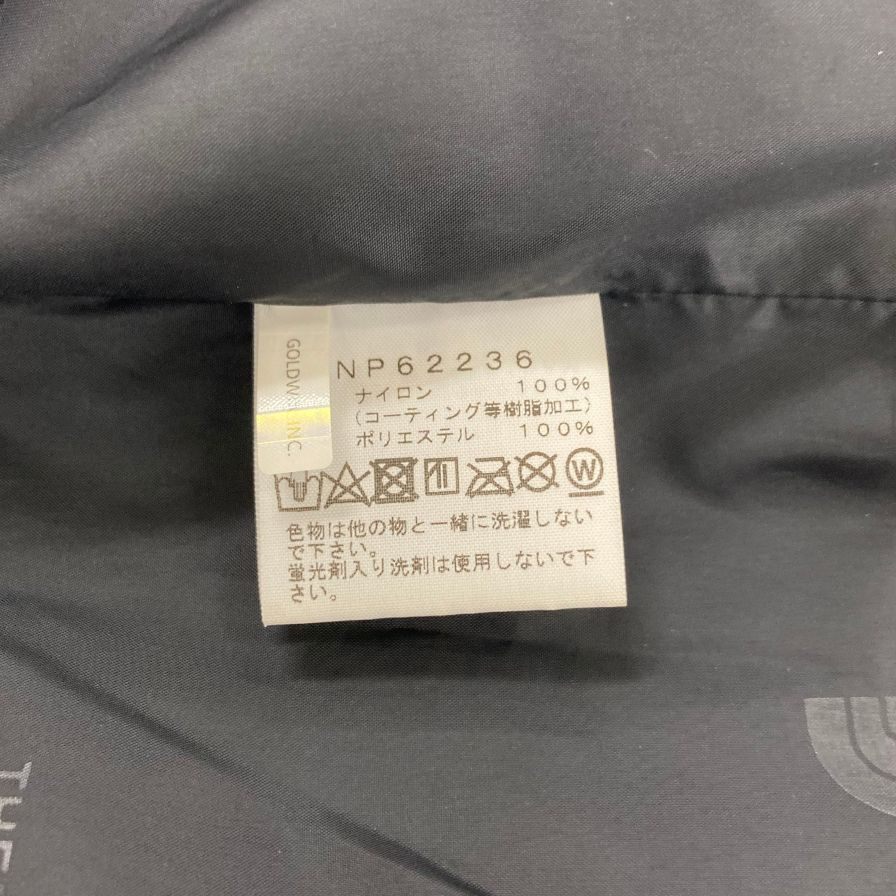 GOLDWIN INC.
NP62236
ナイロン 100%
(コーティング等樹脂加工)
ポリエステル 100%
W
色物は他の物と一緒に洗濯しない
で下さい。
蛍光剤入り洗剤は使用しないで下
さい。
THE